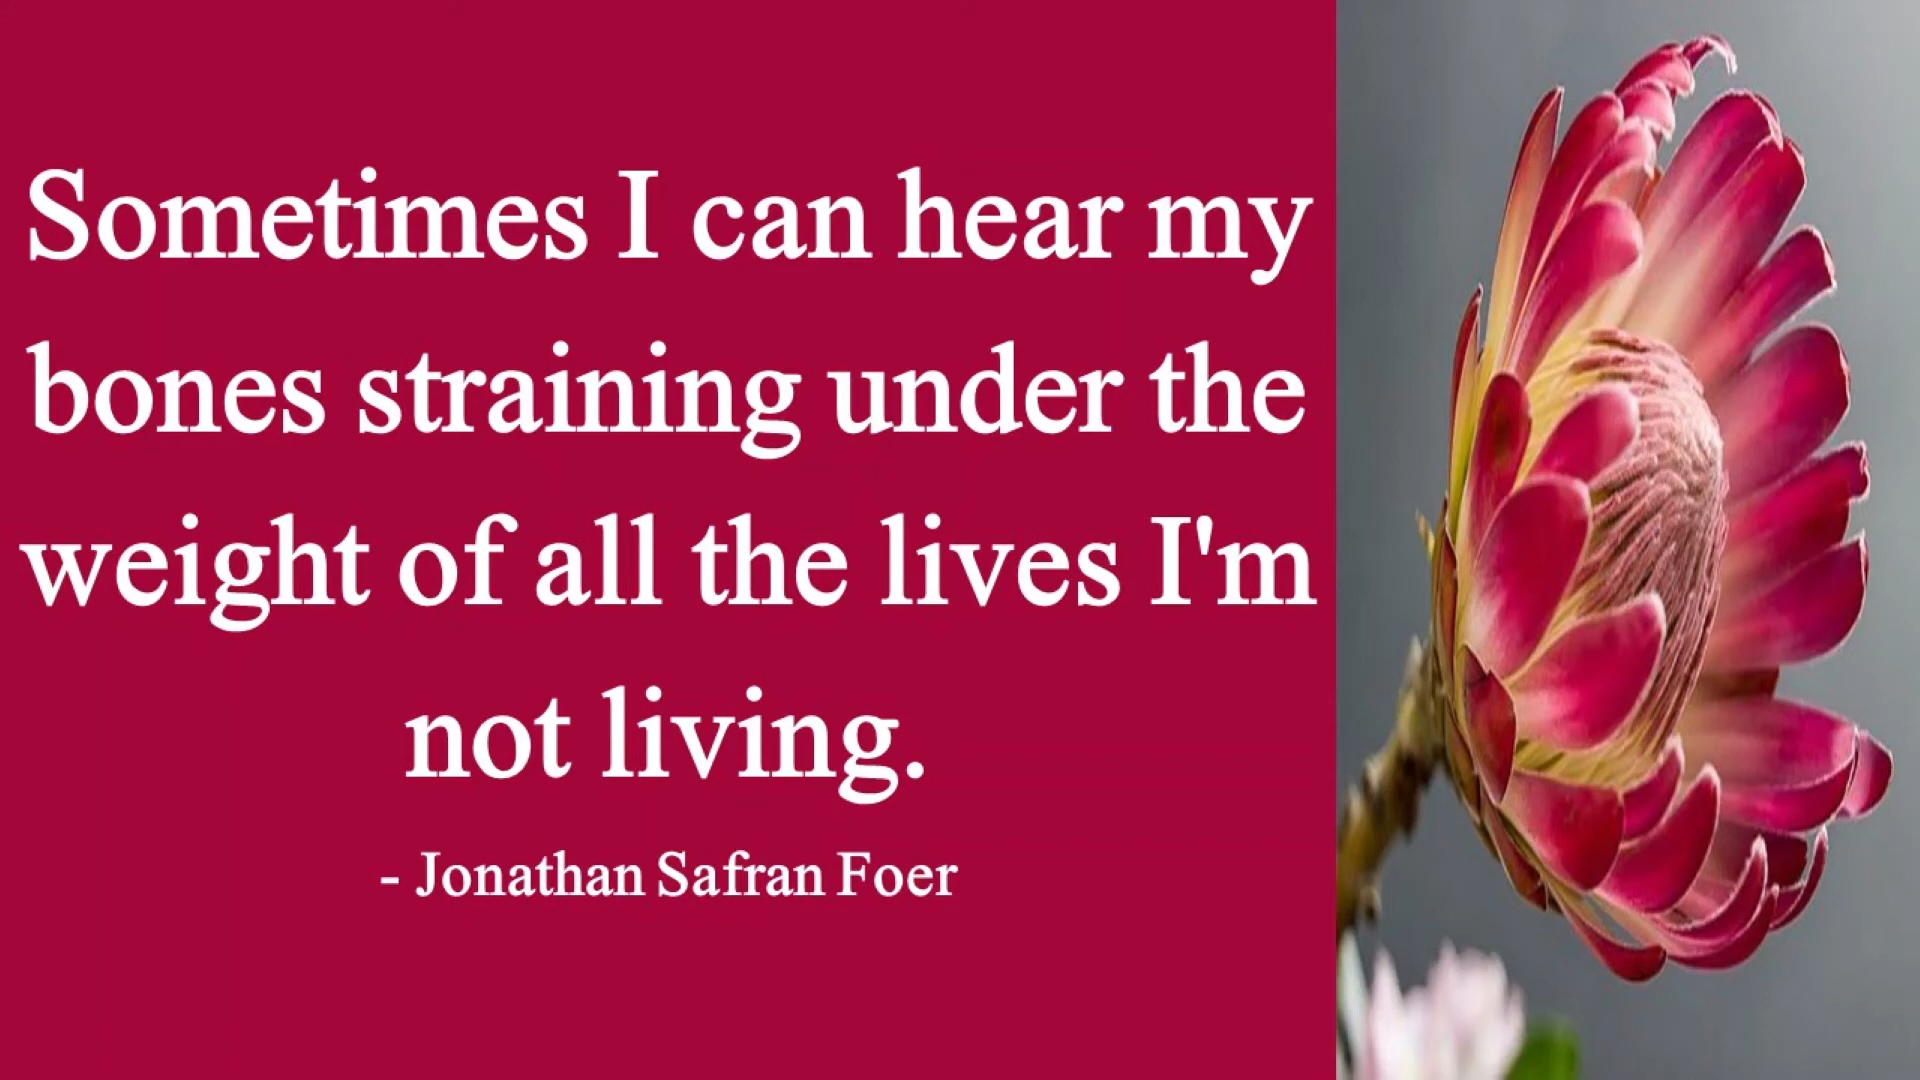 Sometimes I can hear my
bones straining under the
weight of all the lives I'm
not living.
- Jonathan Safran Foer